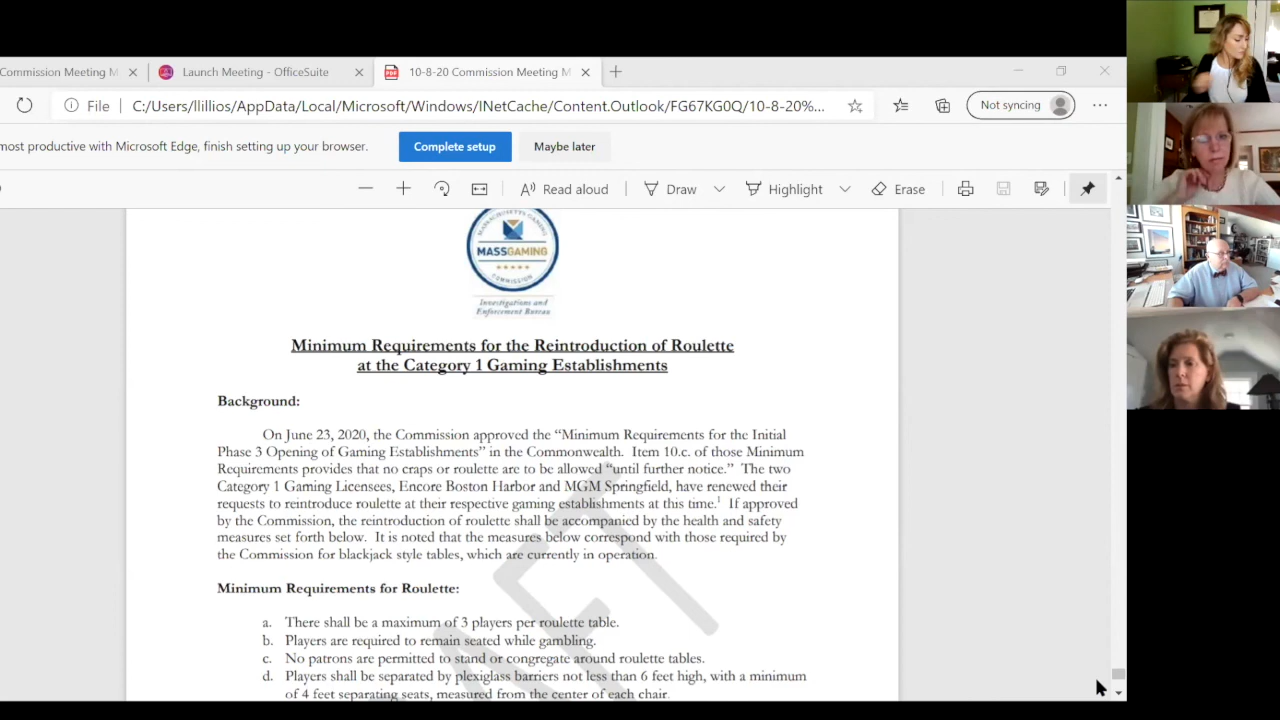 Commission Meeting M
Launch Meeting - OfficeSuite
10-8-20 Commission Meeting M
File
C:/Users/llillios/AppData/Local/Microsoft/Windows/INetCache/Content.Outlook/FG67KG0Q/10-8-20%...
Not syncing
most productive with Microsoft Edge, finish setting up your browser.
Complete setup
Maybe later
Read aloud
Draw
Highlight
Erase
MASSACHUSETTS GAMING
MASSGAMING
COMMISSION
Investigations and
Enforcement Bureau
Minimum Requirements for the Reintroduction of Roulette
at the Category 1 Gaming Establishments
Background:
On June 23, 2020, the Commission approved the “Minimum Requirements for the Initial
Phase 3 Opening of Gaming Establishments” in the Commonwealth. Item 10.c. of those Minimum
Requirements provides that no craps or roulette are to be allowed “until further notice.” The two
Category 1 Gaming Licensees, Encore Boston Harbor and MGM Springfield, have renewed their
requests to reintroduce roulette at their respective gaming establishments at this time.¹ If approved
by the Commission, the reintroduction of roulette shall be accompanied by the health and safety
measures set forth below. It is noted that the measures below correspond with those required by
the Commission for blackjack style tables, which are currently in operation.
Minimum Requirements for Roulette:
a. There shall be a maximum of 3 players per roulette table.
b. Players are required to remain seated while gambling.
c. No patrons are permitted to stand or congregate around roulette tables.
d. Players shall be separated by plexiglass barriers not less than 6 feet high, with a minimum
of 4 feet separating seats, measured from the center of each chair.